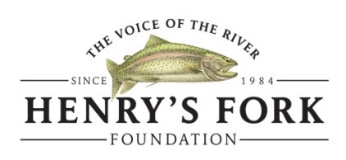 THE VOICE OF THE RIVER
SINCE 1984
HENRY'S FORK
FOUNDATION